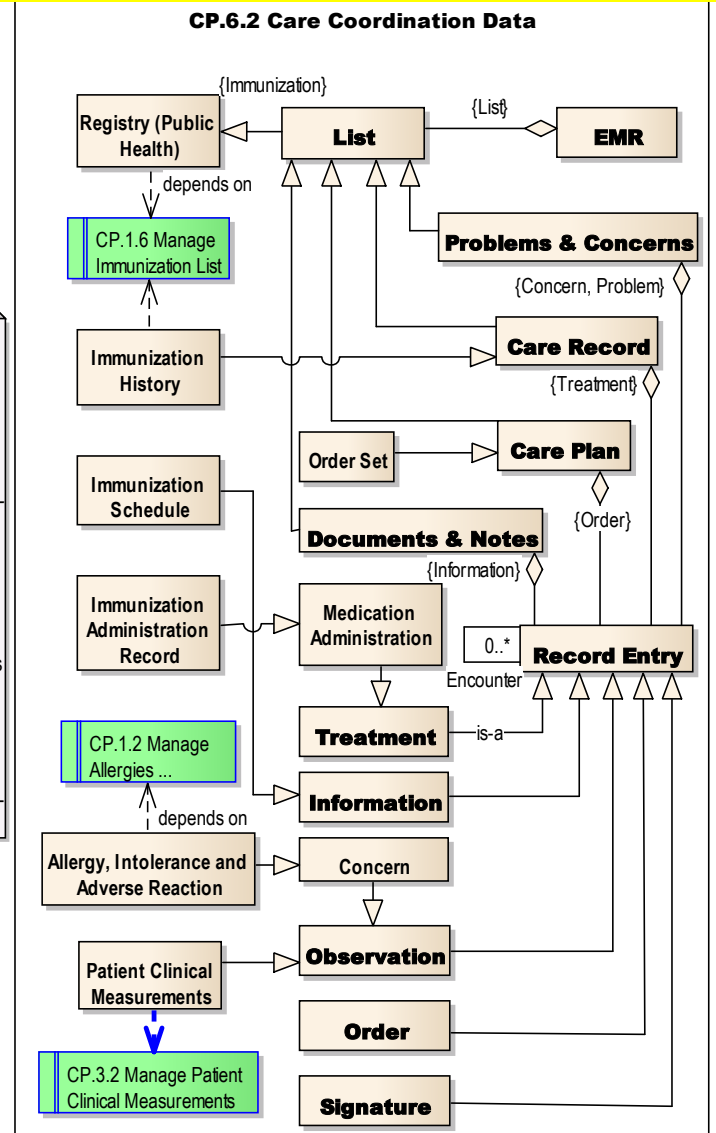 CP.6.2 Care Coordination Data
{Immunization}
Registry (Public
Health)
List
{List}
EMR
depends on
CP.1.6 Manage
Immunization List
Problems & Concerns
{Concern, Problem}
Immunization
History
Care Record
{Treatment}
Order Set
Care Plan
Immunization
Schedule
{Order}
Documents & Notes
{Information}
Immunization
Administration
Record
Medication
Administration
0..*
Record Entry
Encounter
Treatment
is-a
CP.1.2 Manage
Allergies ...
Information
depends on
Allergy, Intolerance and
Adverse Reaction
Concern
Observation
Patient Clinical
Measurements
Order
CP.3.2 Manage Patient
Clinical Measurements
Signature
s